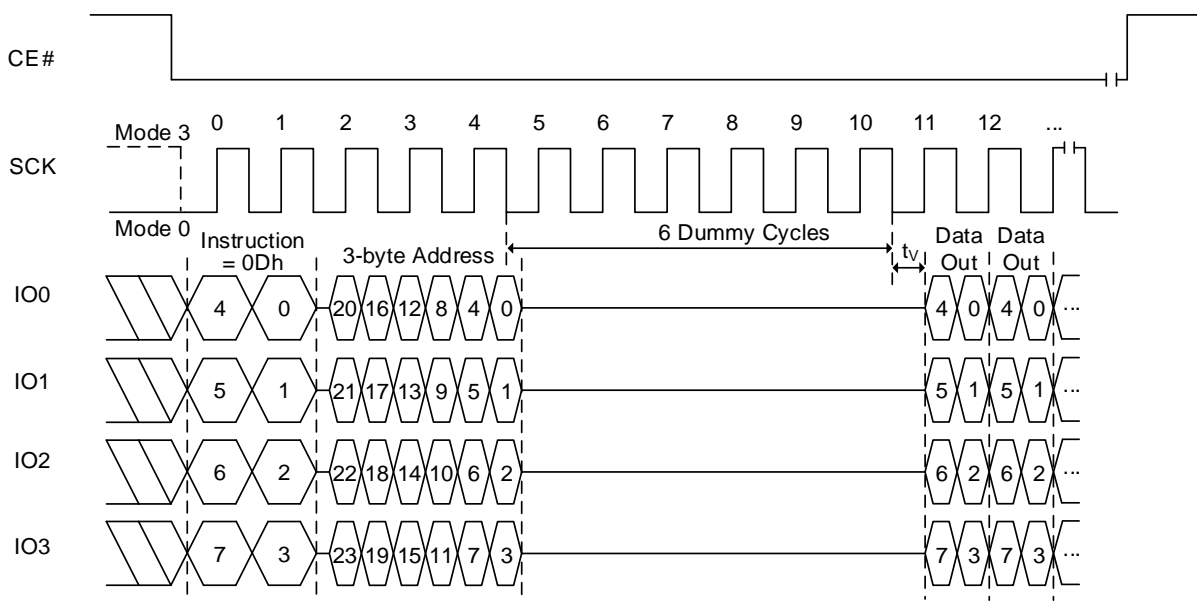 CE#
Mode 3 0 1 2 3 4 5 6 7 8 9 10 11 12 ...
SCK
Mode 0
Instruction = 0Dh
3-byte Address
6 Dummy Cycles
tV
Data Out
Data Out
IO0 4 0 20 16 12 8 4 0 4 0 4 0 ...
IO1 5 1 21 17 13 9 5 1 5 1 5 1 ...
IO2 6 2 22 18 14 10 6 2 6 2 6 2 ...
IO3 7 3 23 19 15 11 7 3 7 3 7 3 ...